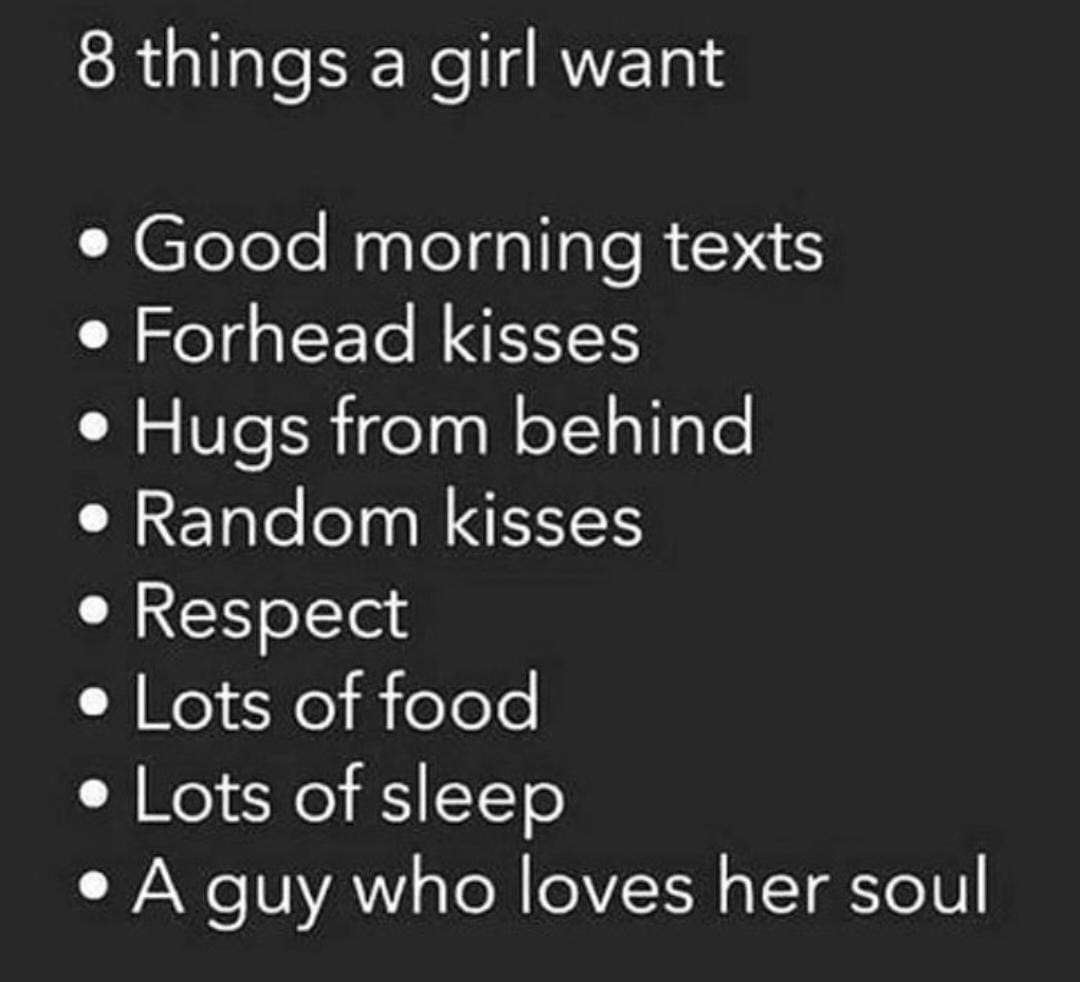 8 things a girl want
• Good morning texts
• Forhead kisses
• Hugs from behind
• Random kisses
• Respect
• Lots of food
• Lots of sleep
• A guy who loves her soul